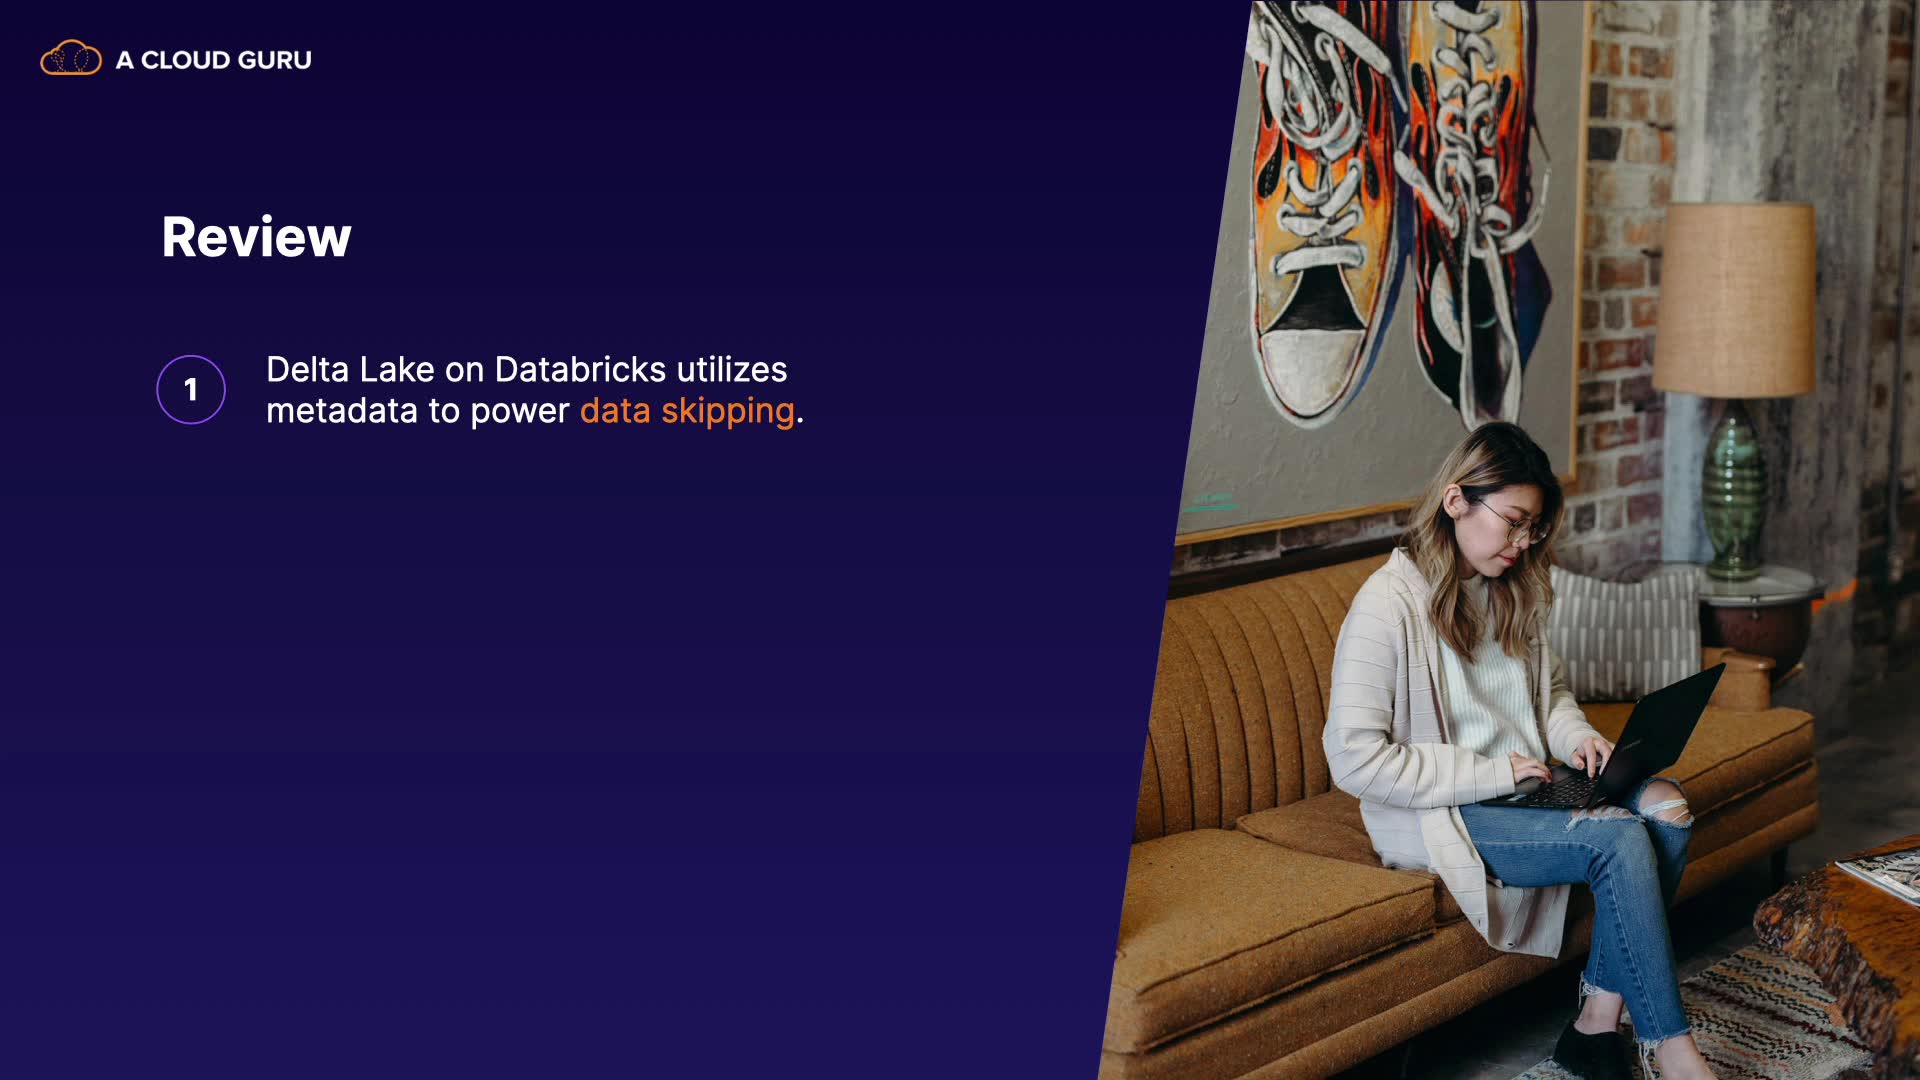 A CLOUD GURU
Review
1
Delta Lake on Databricks utilizes
metadata to power data skipping.